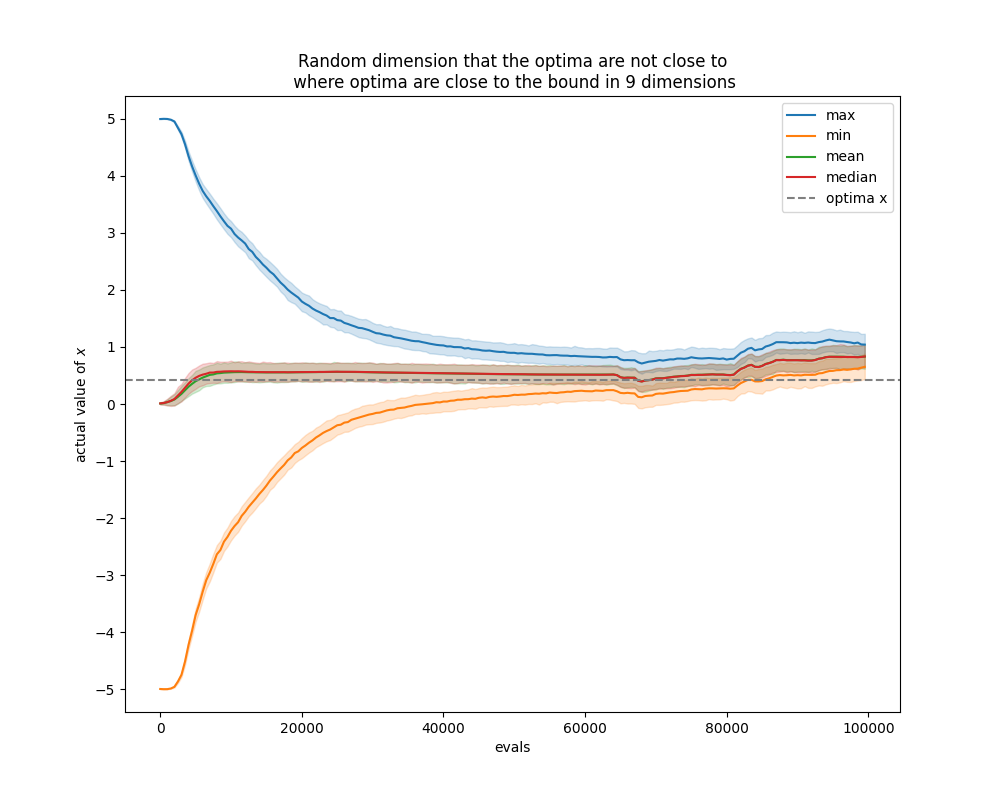 Random dimension that the optima are not close to
where optima are close to the bound in 9 dimensions
max
min
mean
median
optima x
5
4
3
2
1
0
−1
−2
−3
−4
−5
actual value of x
0
20000
40000
60000
80000
100000
evals